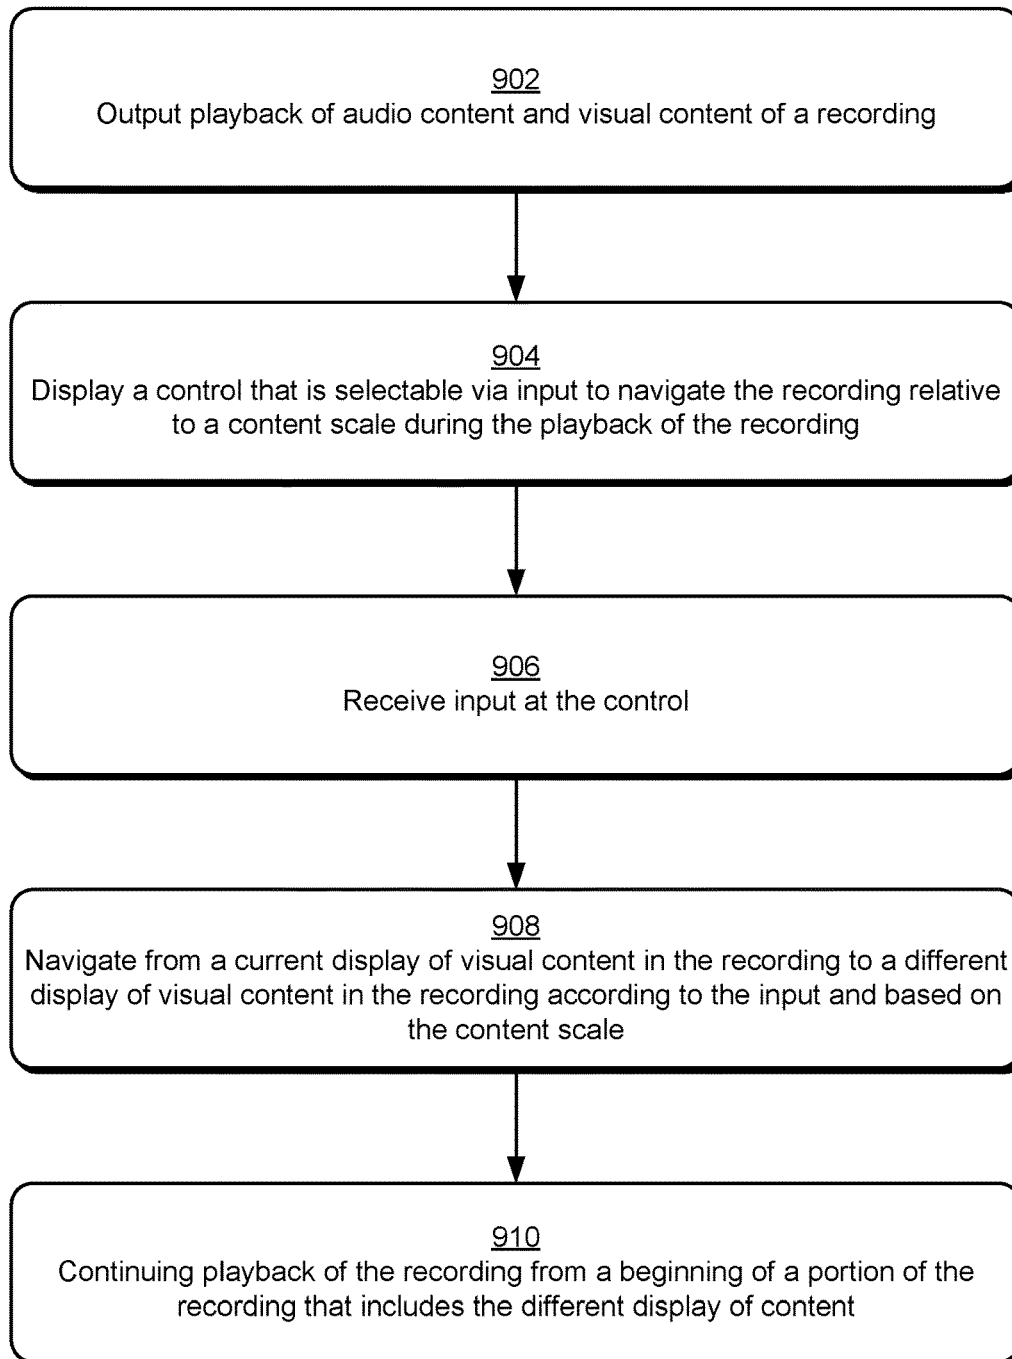 902
Output playback of audio content and visual content of a recording
904
Display a control that is selectable via input to navigate the recording relative
to a content scale during the playback of the recording
906
Receive input at the control
908
Navigate from a current display of visual content in the recording to a different
display of visual content in the recording according to the input and based on
the content scale
910
Continuing playback of the recording from a beginning of a portion of the
recording that includes the different display of content